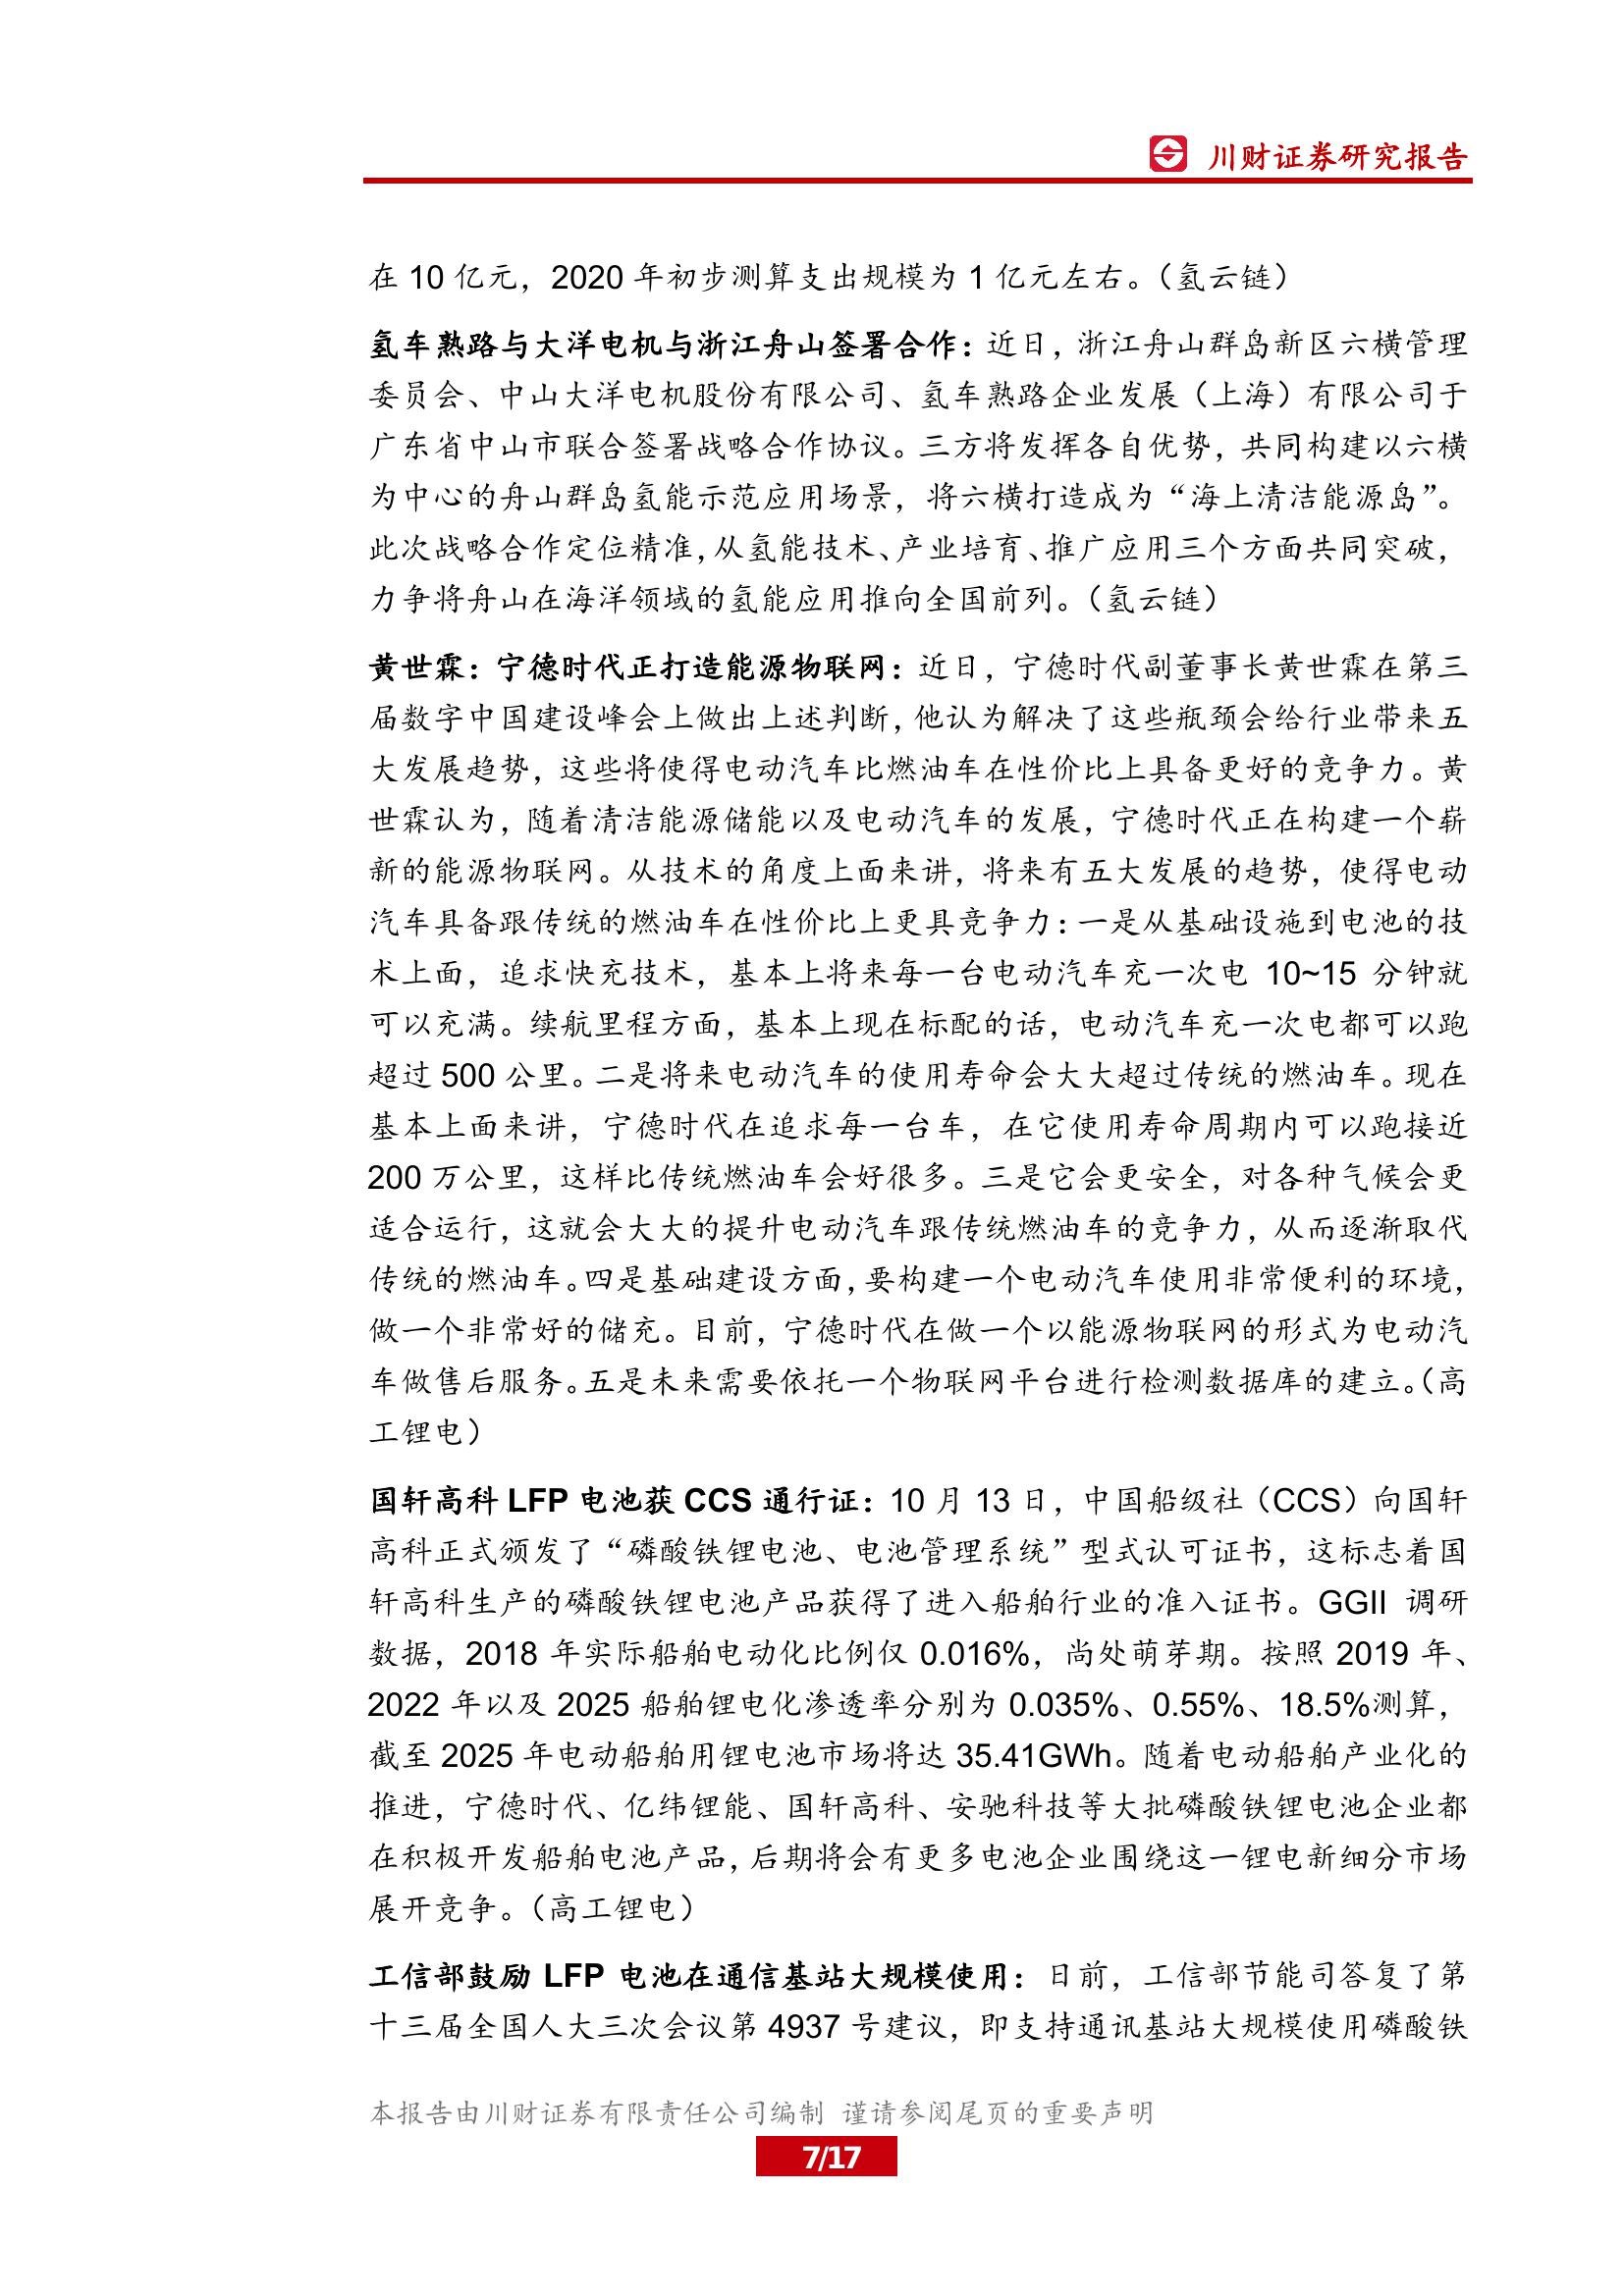 川财证券研究报告
在 10 亿元，2020 年初步测算支出规模为 1 亿元左右。（氢云链）
氢车熟路与大洋电机与浙江舟山签署合作：近日，浙江舟山群岛新区六横管理
委员会、中山大洋电机股份有限公司、氢车熟路企业发展（上海）有限公司于
广东省中山市联合签署战略合作协议。三方将发挥各自优势，共同构建以六横
为中心的舟山群岛氢能示范应用场景，将六横打造成为“海上清洁能源岛”。
此次战略合作定位精准，从氢能技术、产业培育、推广应用三个方面共同突破，
力争将舟山在海洋领域的氢能应用推向全国前列。（氢云链）
黄世霖：宁德时代正打造能源物联网：近日，宁德时代副董事长黄世霖在第三
届数字中国建设峰会上做出上述判断，他认为解决了这些瓶颈会给行业带来五
大发展趋势，这些将使得电动汽车比燃油车在性价比上具备更好的竞争力。黄
世霖认为，随着清洁能源储能以及电动汽车的发展，宁德时代正在构建一个崭
新的能源物联网。从技术的角度上面来讲，将来有五大发展的趋势，使得电动
汽车具备跟传统的燃油车在性价比上更具竞争力：一是从基础设施到电池的技
术上面，追求快充技术，基本上将来每一台电动汽车充一次电 10~15 分钟就
可以充满。续航里程方面，基本上现在标配的话，电动汽车充一次电都可以跑
超过 500 公里。二是将来电动汽车的使用寿命会大大超过传统的燃油车。现在
基本上面来讲，宁德时代在追求每一台车，在它使用寿命周期内可以跑接近
200 万公里，这样比传统燃油车会好很多。三是它会更安全，对各种气候会更
适合运行，这就会大大的提升电动汽车跟传统燃油车的竞争力，从而逐渐取代
传统的燃油车。四是基础建设方面，要构建一个电动汽车使用非常便利的环境，
做一个非常好的储充。目前，宁德时代在做一个以能源物联网的形式为电动汽
车做售后服务。五是未来需要依托一个物联网平台进行检测数据库的建立。（高
工锂电）
国轩高科 LFP 电池获 CCS 通行证：10 月 13 日，中国船级社（CCS）向国轩
高科正式颁发了“磷酸铁锂电池、电池管理系统”型式认可证书，这标志着国
轩高科生产的磷酸铁锂电池产品获得了进入船舶行业的准入证书。GGII 调研
数据，2018 年实际船舶电动化比例仅 0.016%，尚处萌芽期。按照 2019 年、
2022 年以及 2025 船舶锂电化渗透率分别为 0.035%、0.55%、18.5%测算，
截至 2025 年电动船舶用锂电池市场将达 35.41GWh。随着电动船舶产业化的
推进，宁德时代、亿纬锂能、国轩高科、安驰科技等大批磷酸铁锂电池企业都
在积极开发船舶电池产品，后期将会有更多电池企业围绕这一锂电新细分市场
展开竞争。（高工锂电）
工信部鼓励 LFP 电池在通信基站大规模使用：日前，工信部节能司答复了第
十三届全国人大三次会议第 4937 号建议，即支持通讯基站大规模使用磷酸铁
本报告由川财证券有限责任公司编制 谨请参阅尾页的重要声明
7/17